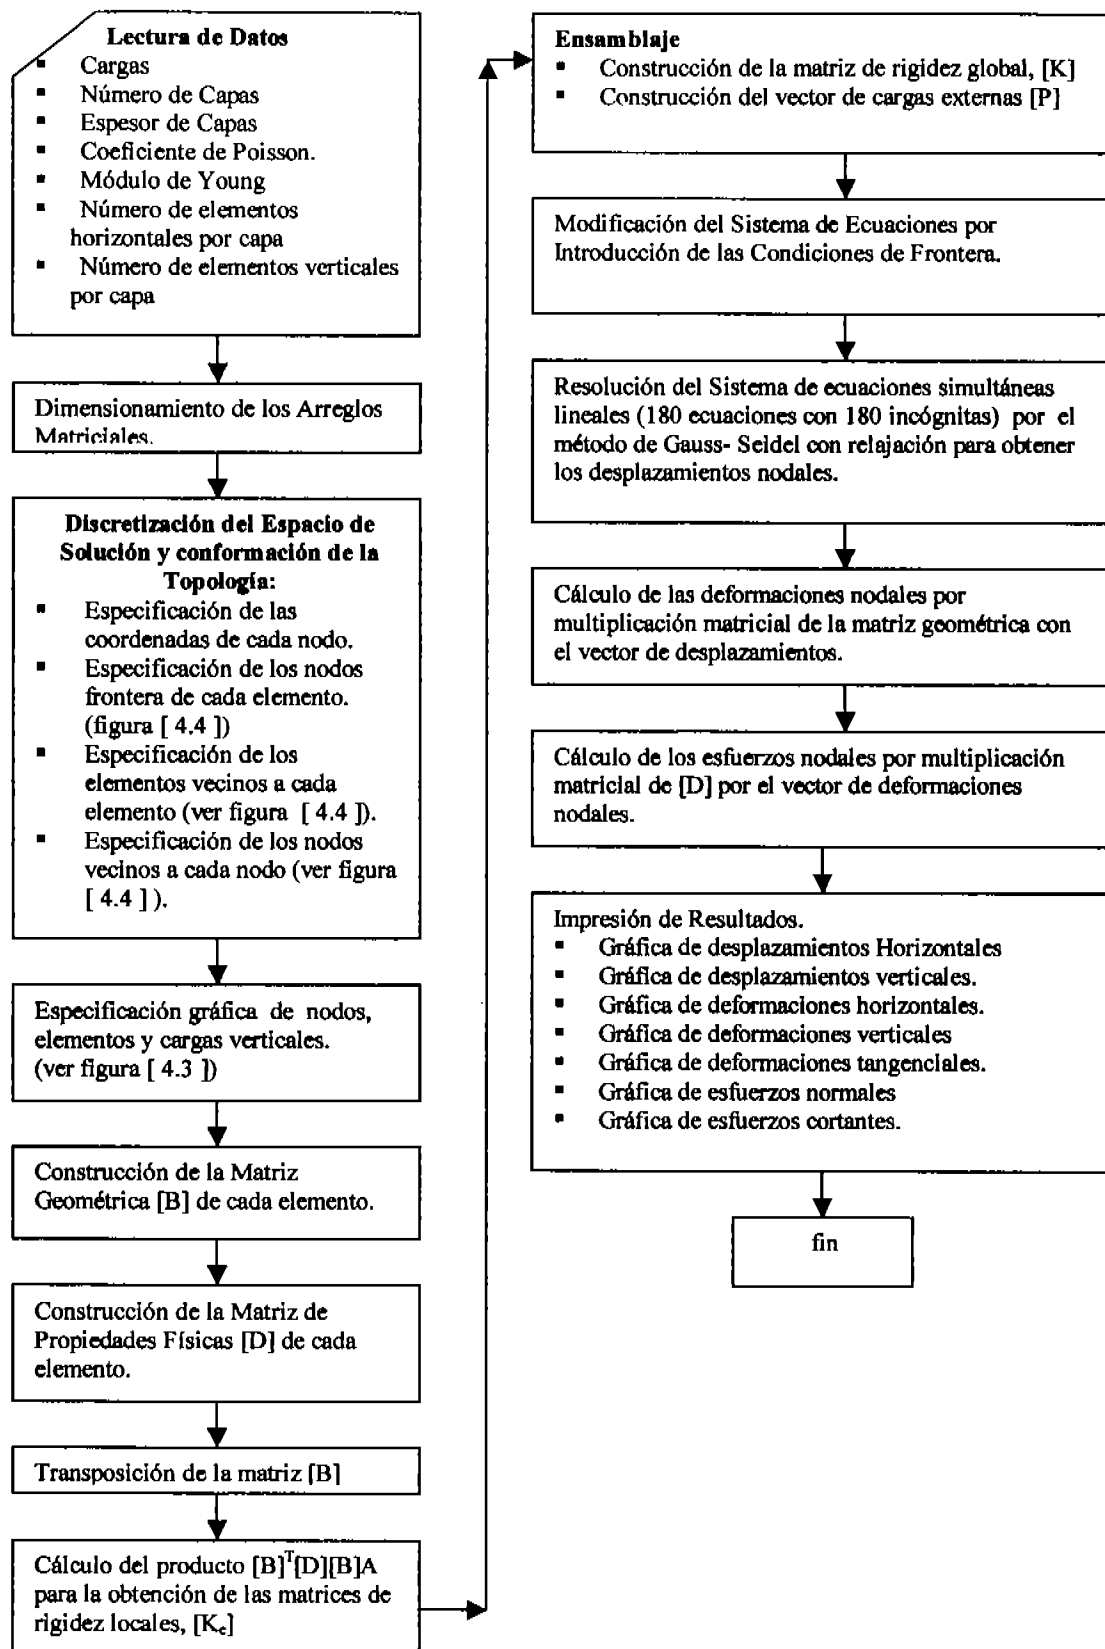 Lectura de Datos
▪ Cargas
▪ Número de Capas
▪ Espesor de Capas
▪ Coeficiente de Poisson.
▪ Módulo de Young
▪ Número de elementos
horizontales por capa
▪ Número de elementos verticales
por capa
Dimensionamiento de los Arreglos
Matriciales.
Discretización del Espacio de
Solución y conformación de la
Topología:
▪ Especificación de las
coordenadas de cada nodo.
▪ Especificación de los nodos
frontera de cada elemento.
(figura [ 4.4 ])
▪ Especificación de los
elementos vecinos a cada
elemento (ver figura [ 4.4 ]).
▪ Especificación de los nodos
vecinos a cada nodo (ver figura
[ 4.4 ] ).
Especificación gráfica de nodos,
elementos y cargas verticales.
(ver figura [ 4.3 ])
Construcción de la Matriz
Geométrica [B] de cada elemento.
Construcción de la Matriz de
Propiedades Físicas [D] de cada
elemento.
Transposición de la matriz [B]
Cálculo del producto [B]ᵀ[D][B]A
para la obtención de las matrices de
rigidez locales, [Kₑ]
Ensamblaje
▪ Construcción de la matriz de rigidez global, [K]
▪ Construcción del vector de cargas externas [P]
Modificación del Sistema de Ecuaciones por
Introducción de las Condiciones de Frontera.
Resolución del Sistema de ecuaciones simultáneas
lineales (180 ecuaciones con 180 incógnitas) por el
método de Gauss- Seidel con relajación para obtener
los desplazamientos nodales.
Cálculo de las deformaciones nodales por
multiplicación matricial de la matriz geométrica con
el vector de desplazamientos.
Cálculo de los esfuerzos nodales por multiplicación
matricial de [D] por el vector de deformaciones
nodales.
Impresión de Resultados.
▪ Gráfica de desplazamientos Horizontales
▪ Gráfica de desplazamientos verticales.
▪ Gráfica de deformaciones horizontales.
▪ Gráfica de deformaciones verticales
▪ Gráfica de deformaciones tangenciales.
▪ Gráfica de esfuerzos normales
▪ Gráfica de esfuerzos cortantes.
fin